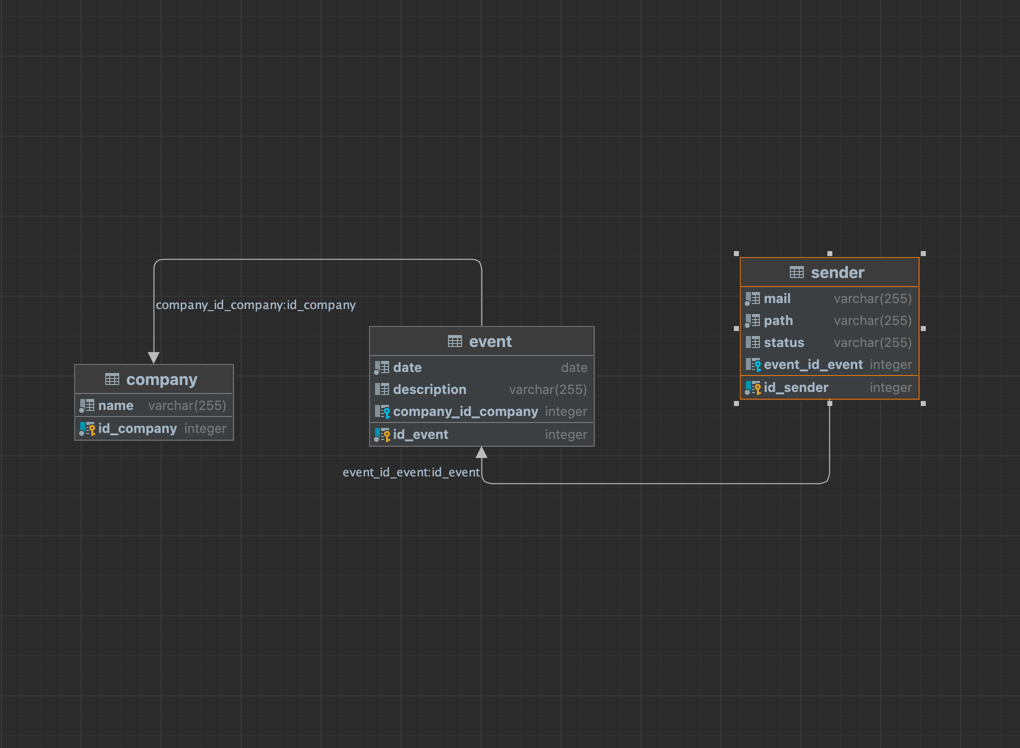 company_id_company:id_company
company
name varchar(255)
id_company integer
event
date date
description varchar(255)
company_id_company integer
id_event integer
event_id_event:id_event
sender
mail varchar(255)
path varchar(255)
status varchar(255)
event_id_event integer
id_sender integer